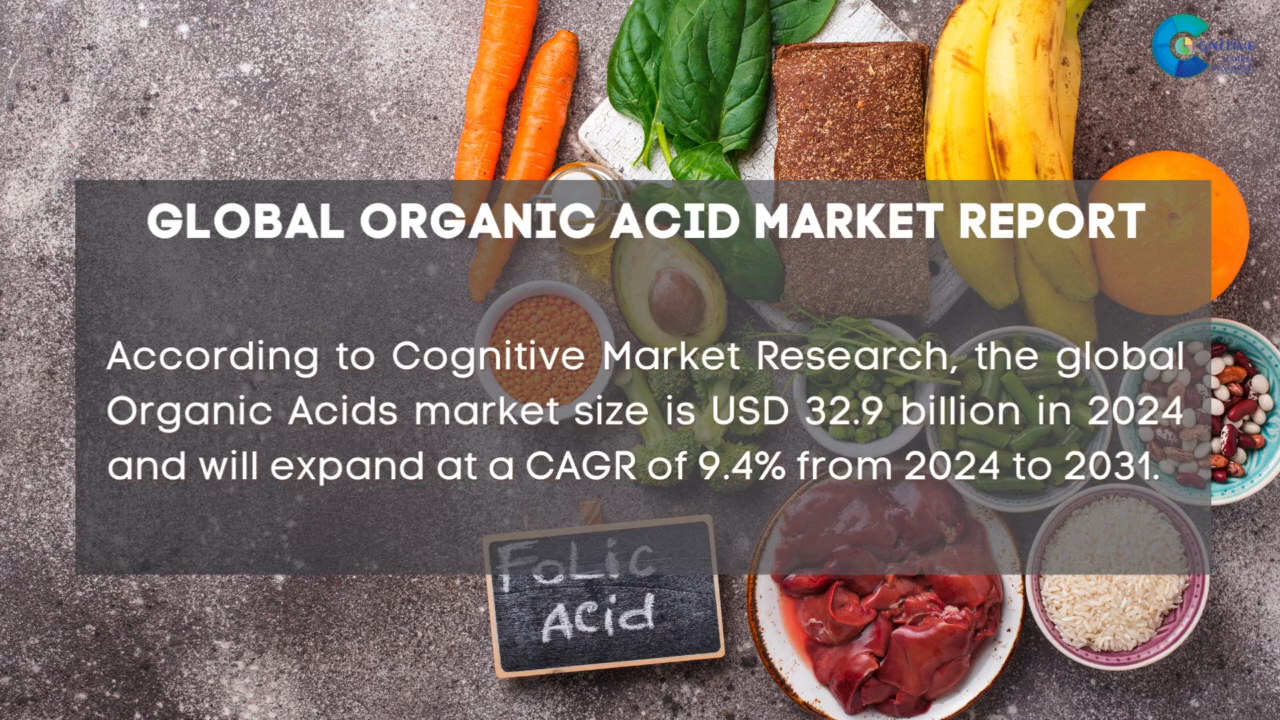 GLOBAL ORGANIC ACID MARKET REPORT
According to Cognitive Market Research, the global
Organic Acids market size is USD 32.9 billion in 2024
and will expand at a CAGR of 9.4% from 2024 to 2031.
FoLic
Acid